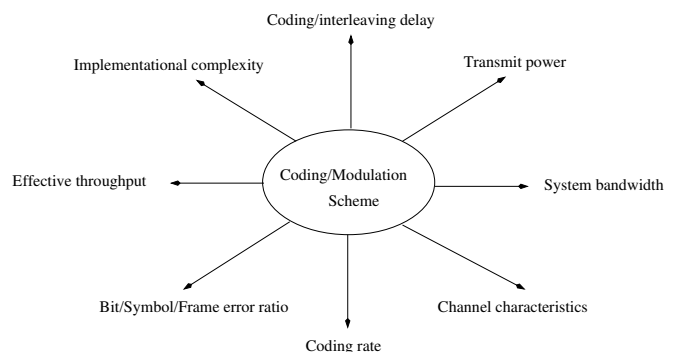 Coding/interleaving delay
Implementational complexity
Transmit power
Effective throughput
Coding/Modulation
Scheme
System bandwidth
Bit/Symbol/Frame error ratio
Channel characteristics
Coding rate